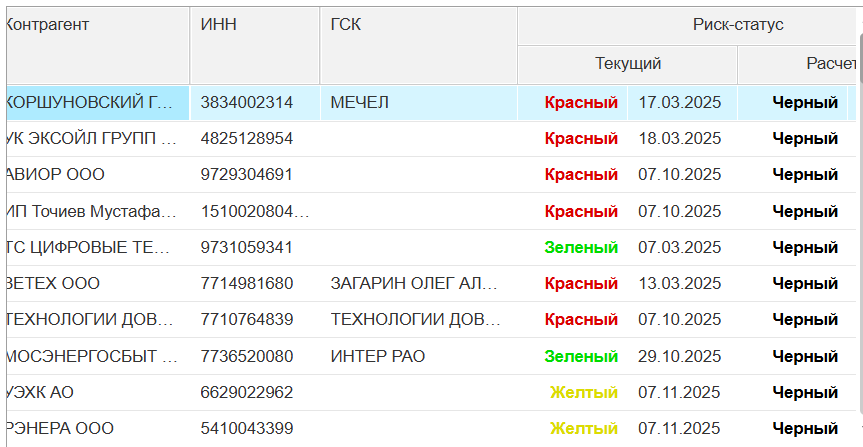 Контрагент ИНН ГСК Риск-статус
Текущий Расчет
КОРШУНОВСКИЙ Г... 3834002314 МЕЧЕЛ Красный 17.03.2025 Черный
УК ЭКСОЙЛ ГРУПП ... 4825128954 Красный 18.03.2025 Черный
АВИОР ООО 9729304691 Красный 07.10.2025 Черный
ИП Точиев Мустафа... 1510020804... Красный 07.10.2025 Черный
ТС ЦИФРОВЫЕ ТЕ... 9731059341 Зеленый 07.03.2025 Черный
ВЕТЕХ ООО 7714981680 ЗАГАРИН ОЛЕГ АЛ... Красный 13.03.2025 Черный
ТЕХНОЛОГИИ ДОВ... 7710764839 ТЕХНОЛОГИИ ДОВ... Красный 07.10.2025 Черный
МОСЭНЕРГОСБЫТ ... 7736520080 ИНТЕР РАО Зеленый 29.10.2025 Черный
УЭХК АО 6629022962 Желтый 07.11.2025 Черный
РЭНЕРА ООО 5410043399 Желтый 07.11.2025 Черный